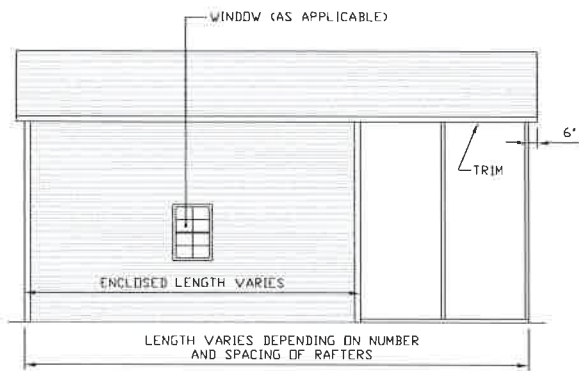 WINDOW (AS APPLICABLE)
6"
TRIM
ENCLOSED LENGTH VARIES
LENGTH VARIES DEPENDING ON NUMBER
AND SPACING OF RAFTERS